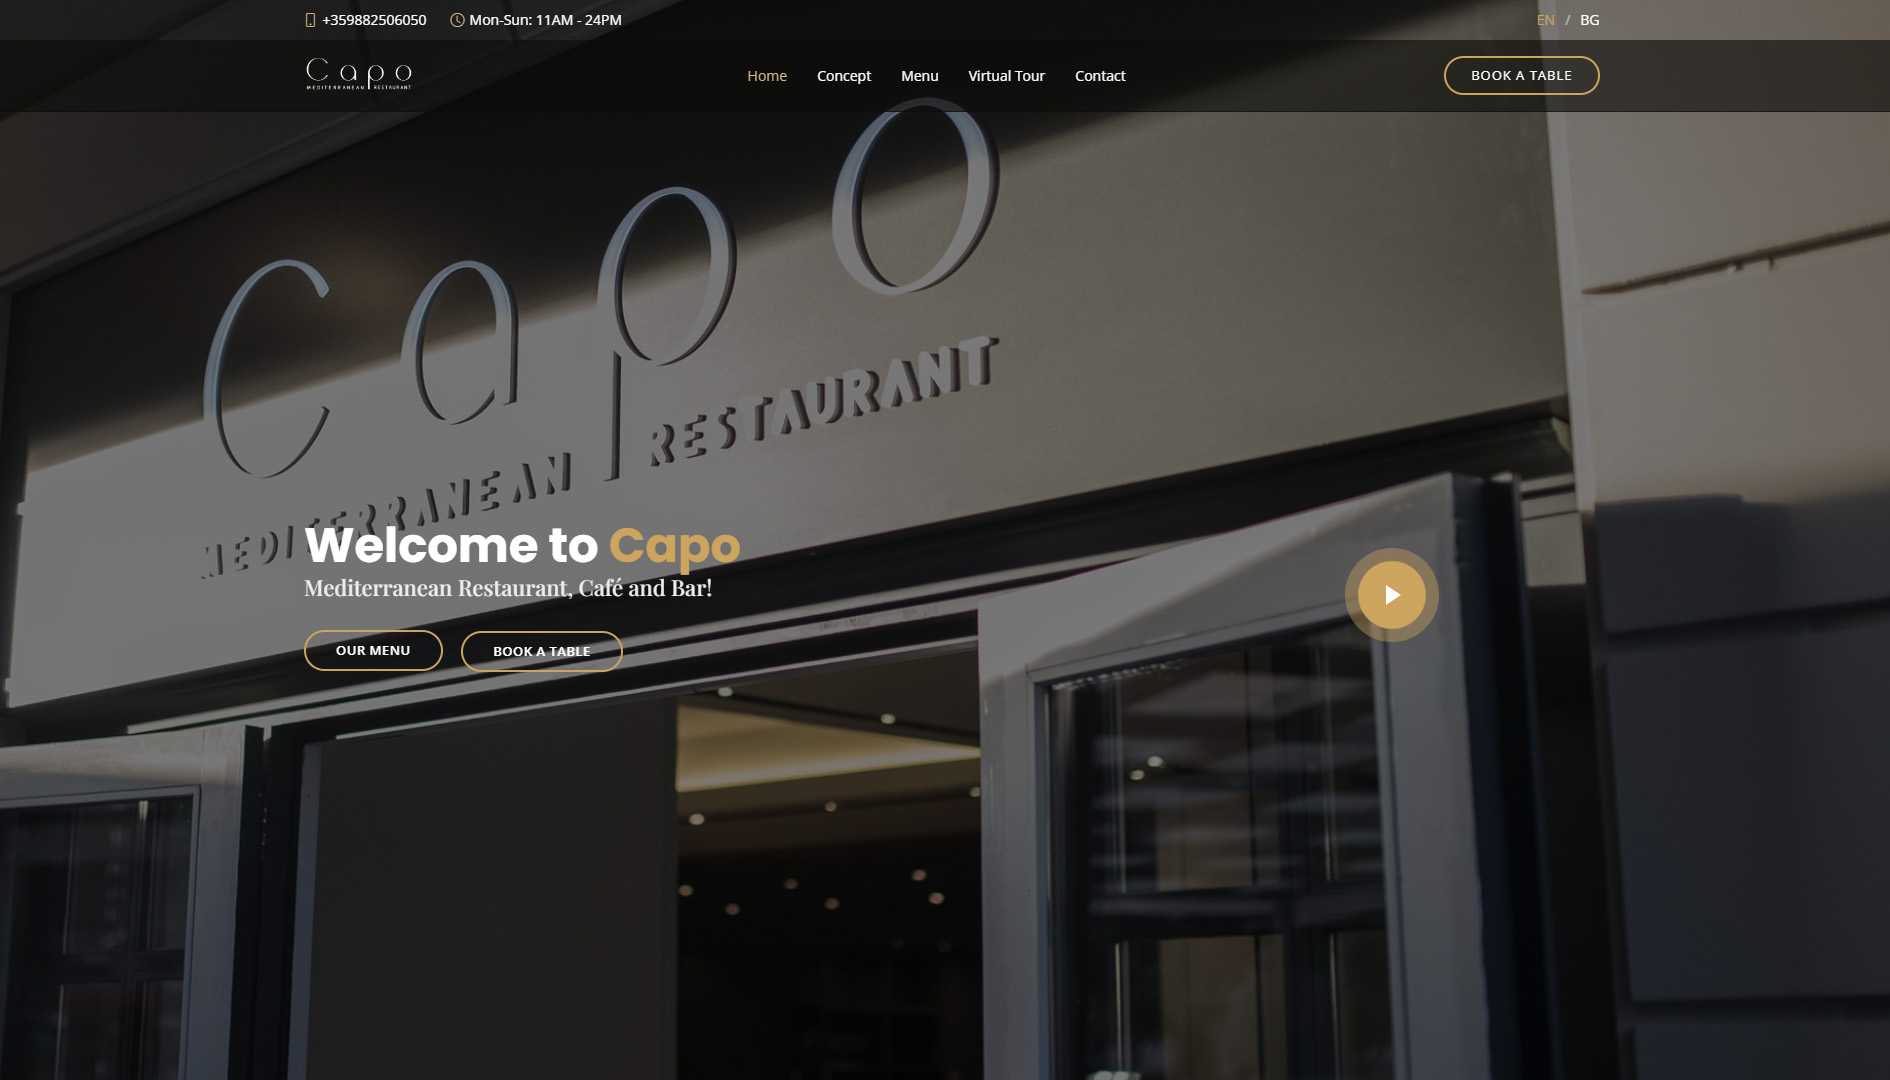 +359882506050 Mon-Sun: 11AM - 24PM EN / BG
Capo
MEDITERRANEAN RESTAURANT
Home Concept Menu Virtual Tour Contact
BOOK A TABLE
Capo
MEDITERRANEAN RESTAURANT
Welcome to Capo
Mediterranean Restaurant, Café and Bar!
OUR MENU BOOK A TABLE